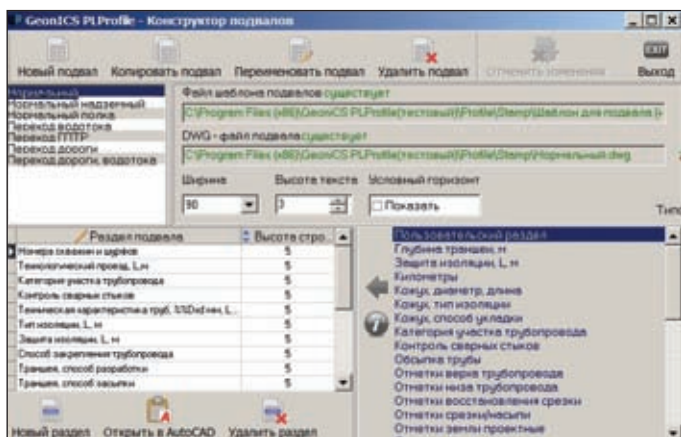 GeonICS PLProfile - Конструктор подвалов
Новый подвал Копировать подвал Переименовать подвал Удалить подвал Отменить изменения Выход
EXIT
Нормальный
Нормальный надземный
Нормальный полка
Переход водотока
Переход ППТР
Переход дороги
Переход дороги, водотока
Файл шаблона подвалов существует
C:\Program Files (x86)\GeonICS PLProfile(тестовый)\Profile\Stamp\Шаблон для подвала (
DWG - файл подвала существует
C:\Program Files (x86)\GeonICS PLProfile(тестовый)\Profile\Stamp\Нормальный.dwg
Ширина Высота текста Условный горизонт
90 3 Показать
Типо
Раздел подвала Высота стро...
Номера скважин и шурфов 5
Технологический проезд, L,м 5
Категория участка трубопровода 5
Контроль сварных стыков 5
Техническая характеристика труб, 5
Тип изоляции, L, м 5
Защита изоляции, L, м 5
Способ закрепления трубопровода 5
Траншея, способ разработки 5
Траншея, способ засыпки 5
Пользовательский раздел
Глубина траншеи, м
Защита изоляции, L, м
Километры
Кожух, диаметр, длина
Кожух, тип изоляции
Кожух, способ укладки
Категория участка трубопровода
Контроль сварных стыков
Обсыпка трубы
Отметки верха трубопровода
Отметки низа трубопровода
Отметки восстановления срезки
Отметки срезки/насыпи
Отметки земли проектные
Новый раздел Открыть в AutoCAD Удалить раздел